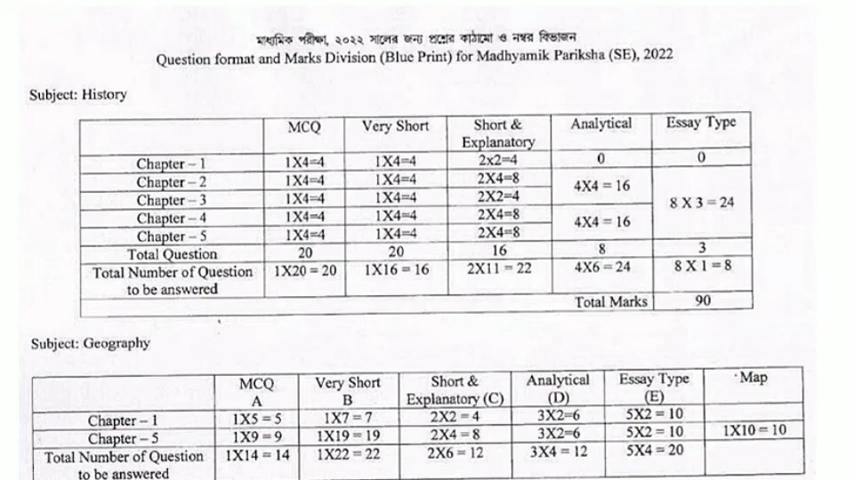 মাধ্যমিক পরীক্ষা, ২০২২ সালের জন্য প্রশ্নের কাঠামো ও নম্বর বিভাজন
Question format and Marks Division (Blue Print) for Madhyamik Pariksha (SE), 2022
Subject: History
MCQ Very Short Short & Explanatory Analytical Essay Type
Chapter – 1 1X4=4 1X4=4 2x2=4 0 0
Chapter – 2 1X4=4 1X4=4 2X4=8 4X4 = 16 8 X 3 = 24
Chapter – 3 1X4=4 1X4=4 2X2=4
Chapter – 4 1X4=4 1X4=4 2X4=8 4X4 = 16
Chapter – 5 1X4=4 1X4=4 2X4=8
Total Question 20 20 16 8 3
Total Number of Question to be answered 1X20 = 20 1X16 = 16 2X11 = 22 4X6 = 24 8 X 1 = 8
Total Marks 90
Subject: Geography
MCQ A Very Short B Short & Explanatory (C) Analytical (D) Essay Type (E) Map
Chapter – 1 1X5 = 5 1X7 = 7 2X2 = 4 3X2=6 5X2 = 10
Chapter – 5 1X9 = 9 1X19 = 19 2X4 = 8 3X2=6 5X2 = 10 1X10 = 10
Total Number of Question to be answered 1X14 = 14 1X22 = 22 2X6 = 12 3X4 = 12 5X4 = 20